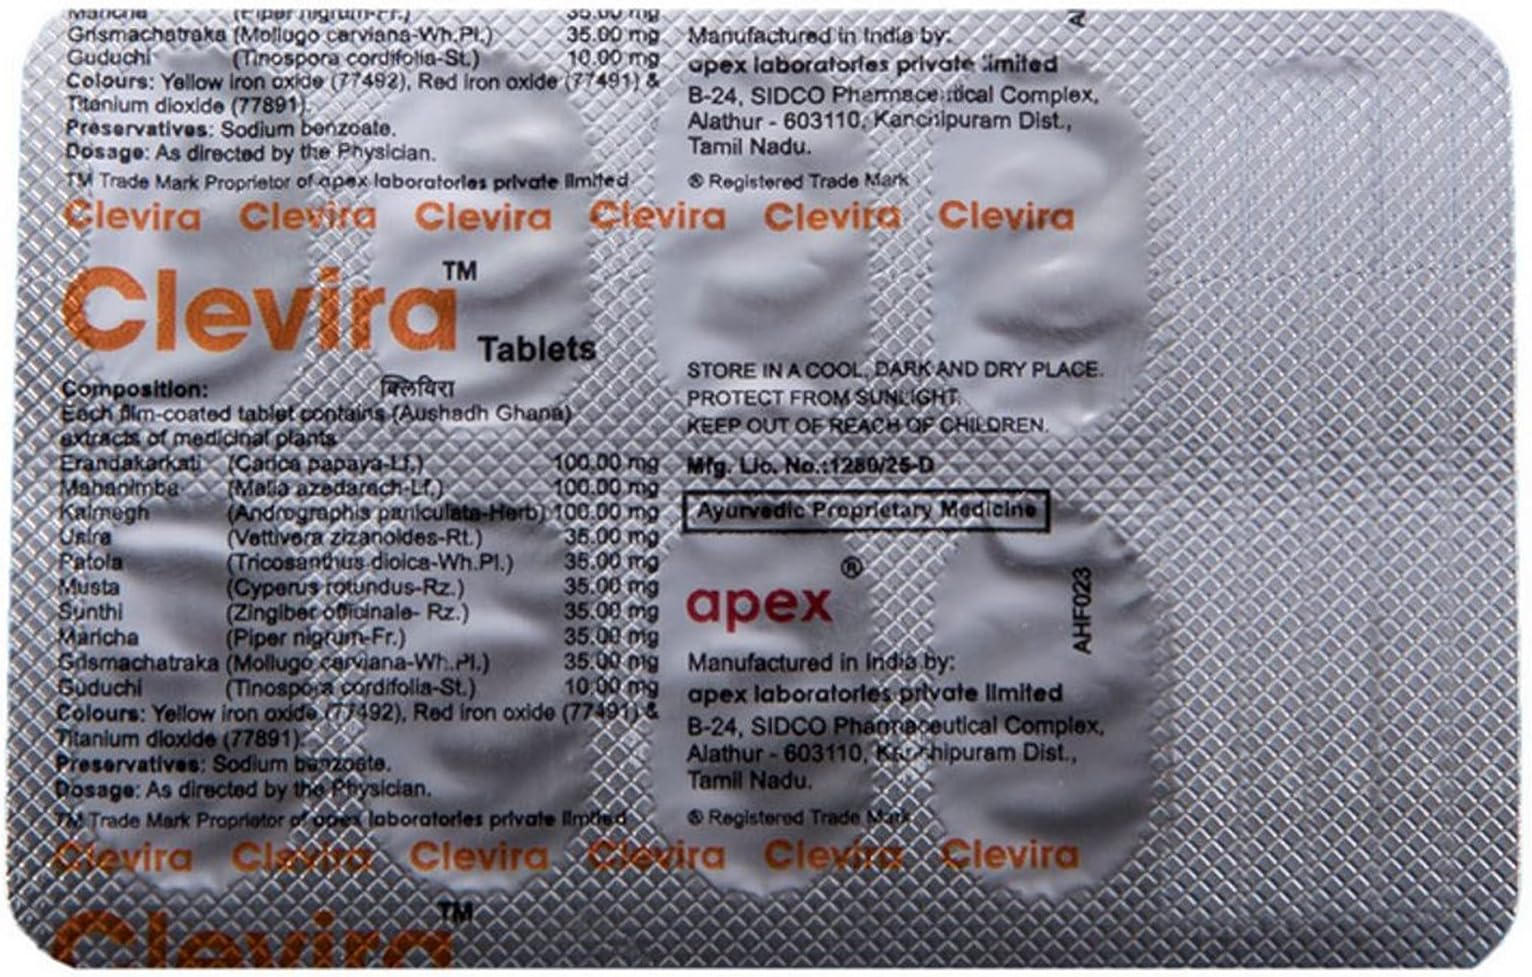 Maricha (Piper nigrum-Fr.) 35.00 mg
Grismachatraka (Mollugo cerviana-Wh.Pl.) 35.00 mg
Guduchi (Tinospora cordifolia-St.) 10.00 mg
Colours: Yellow iron oxide (77492), Red iron oxide (77491) &
Titanium dioxide (77891).
Preservatives: Sodium benzoate.
Dosage: As directed by the Physician.
TM Trade Mark Proprietor of apex laboratories private limited
Manufactured in India by:
apex laboratories private limited
B-24, SIDCO Pharmaceutical Complex,
Alathur - 603110, Kanchipuram Dist.,
Tamil Nadu.
® Registered Trade Mark
Clevira Clevira Clevira Clevira Clevira Clevira
Clevira TM
Tablets
क्लिविरा
Composition:
Each film-coated tablet contains (Aushadh Ghana)
extracts of medicinal plants
Erandakarkati (Carica papaya-Lf.) 100.00 mg
Mahanimba (Melia azedarach-Lf.) 100.00 mg
Kalmegh (Andrographis paniculata-Herb) 100.00 mg
Usira (Vettivera zizanoides-Rt.) 35.00 mg
Patola (Tricosanthus dioica-Wh.Pl.) 35.00 mg
Musta (Cyperus rotundus-Rz.) 35.00 mg
Sunthi (Zingiber officinale- Rz.) 35.00 mg
Maricha (Piper nigrum-Fr.) 35.00 mg
Grismachatraka (Mollugo cerviana-Wh.Pl.) 35.00 mg
Guduchi (Tinospora cordifolia-St.) 10.00 mg
Colours: Yellow iron oxide (77492), Red iron oxide (77491) &
Titanium dioxide (77891).
Preservatives: Sodium benzoate.
Dosage: As directed by the Physician.
TM Trade Mark Proprietor of apex laboratories private limited
STORE IN A COOL, DARK AND DRY PLACE.
PROTECT FROM SUNLIGHT.
KEEP OUT OF REACH OF CHILDREN.
Mfg. Lic. No.:1280/25-D
Ayurvedic Proprietary Medicine
apex ®
AHF023
Manufactured in India by:
apex laboratories private limited
B-24, SIDCO Pharmaceutical Complex,
Alathur - 603110, Kanchipuram Dist.,
Tamil Nadu.
® Registered Trade Mark
Clevira Clevira Clevira Clevira Clevira Clevira
Clevira TM